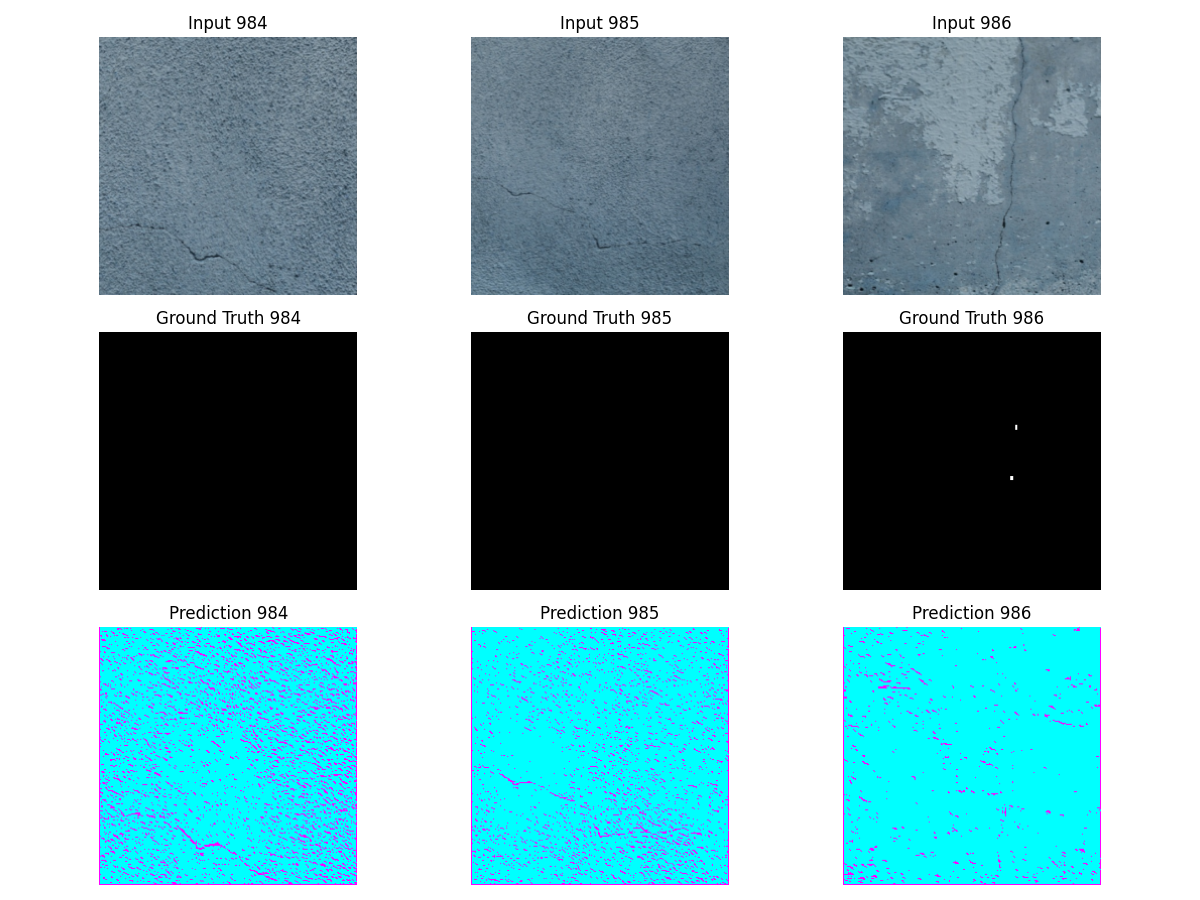 Input 984
Input 985
Input 986
Ground Truth 984
Ground Truth 985
Ground Truth 986
Prediction 984
Prediction 985
Prediction 986